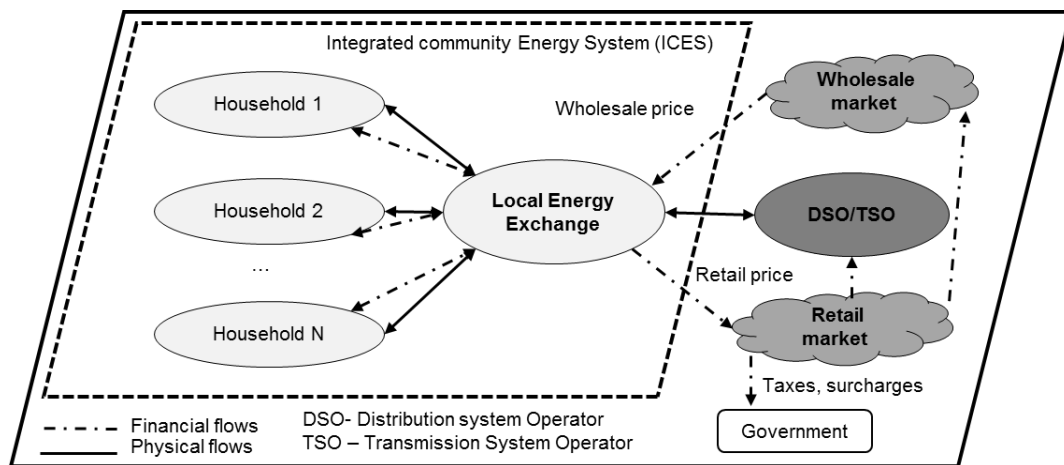 Integrated community Energy System (ICES)
Household 1
Wholesale
market
Wholesale price
Household 2
Local Energy
Exchange
DSO/TSO
...
Retail price
Household N
Retail
market
Taxes, surcharges
Financial flows
Physical flows
DSO- Distribution system Operator
TSO – Transmission System Operator
Government